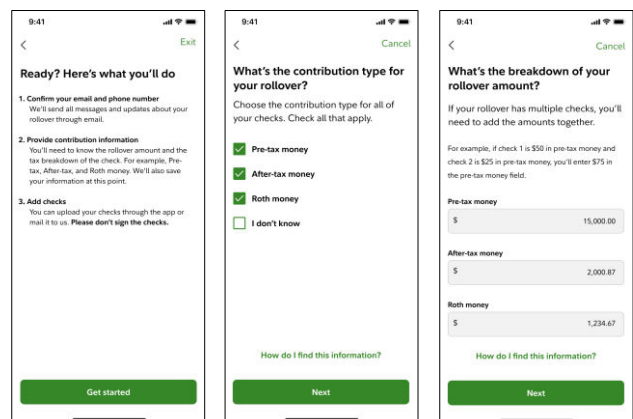 9:41
Exit
Ready? Here's what you'll do
1. Confirm your email and phone number
We'll send all messages and updates about your
rollover through email.
2. Provide contribution information
You'll need to know the rollover amount and the
tax breakdown of the check. For example, Pre-
tax, After-tax, and Roth money. We'll also save
your information at this point.
3. Add checks
You can upload your checks through the app or
mail it to us. Please don't sign the checks.
Get started
9:41
Cancel
What's the contribution type for
your rollover?
Choose the contribution type for all of
your checks. Check all that apply.
Pre-tax money
After-tax money
Roth money
I don't know
How do I find this information?
Next
9:41
Cancel
What's the breakdown of your
rollover amount?
If your rollover has multiple checks, you'll
need to add the amounts together.
For example, if check 1 is $50 in pre-tax money and
check 2 is $25 in pre-tax money, you'll enter $75 in
the pre-tax money field.
Pre-tax money
$ 15,000.00
After-tax money
$ 2,000.87
Roth money
$ 1,234.67
How do I find this information?
Next